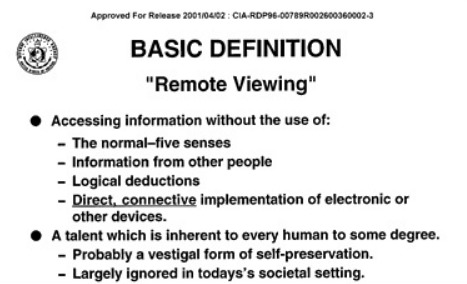 Approved For Release 2001/04/02 : CIA-RDP96-00789R002600360002-3
BASIC DEFINITION
"Remote Viewing"
● Accessing information without the use of:
– The normal–five senses
– Information from other people
– Logical deductions
– Direct, connective implementation of electronic or
other devices.
● A talent which is inherent to every human to some degree.
– Probably a vestigal form of self-preservation.
– Largely ignored in todays's societal setting.